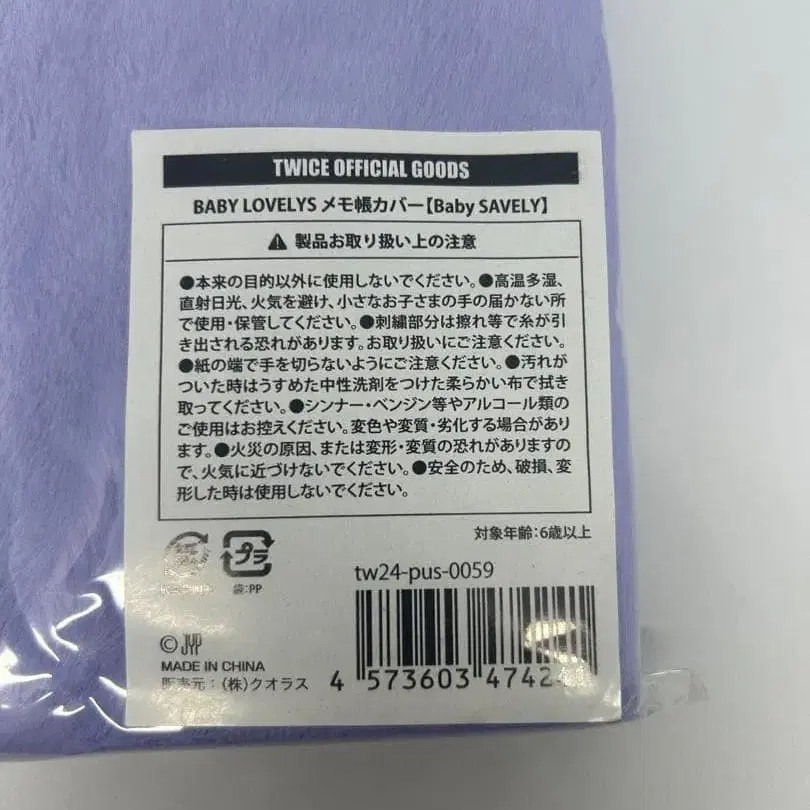 TWICE OFFICIAL GOODS
BABY LOVELYS メモ帳カバー【Baby SAVELY】
製品お取り扱い上の注意
●本来の目的以外に使用しないでください。●高温多湿、
直射日光、火気を避け、小さなお子さまの手の届かない所
で使用・保管してください。●刺繍部分は擦れ等で糸が引
き出される恐れがあります。お取り扱いにご注意ください。
●紙の端で手を切らないようにご注意ください。●汚れが
ついた時はうすめた中性洗剤をつけた柔らかい布で拭き
取ってください。●シンナー・ベンジン等やアルコール類の
ご使用はお控えください。変色や変質・劣化する場合があり
ます。●火災の原因、または変形・変質の恐れがありますの
で、火気に近づけないでください。●安全のため、破損、変
形した時は使用しないでください。
対象年齢：6歳以上
プラ
袋：PP
tw24-pus-0059
© JYP
MADE IN CHINA
販売元：（株）クオラス
4 573603 4742